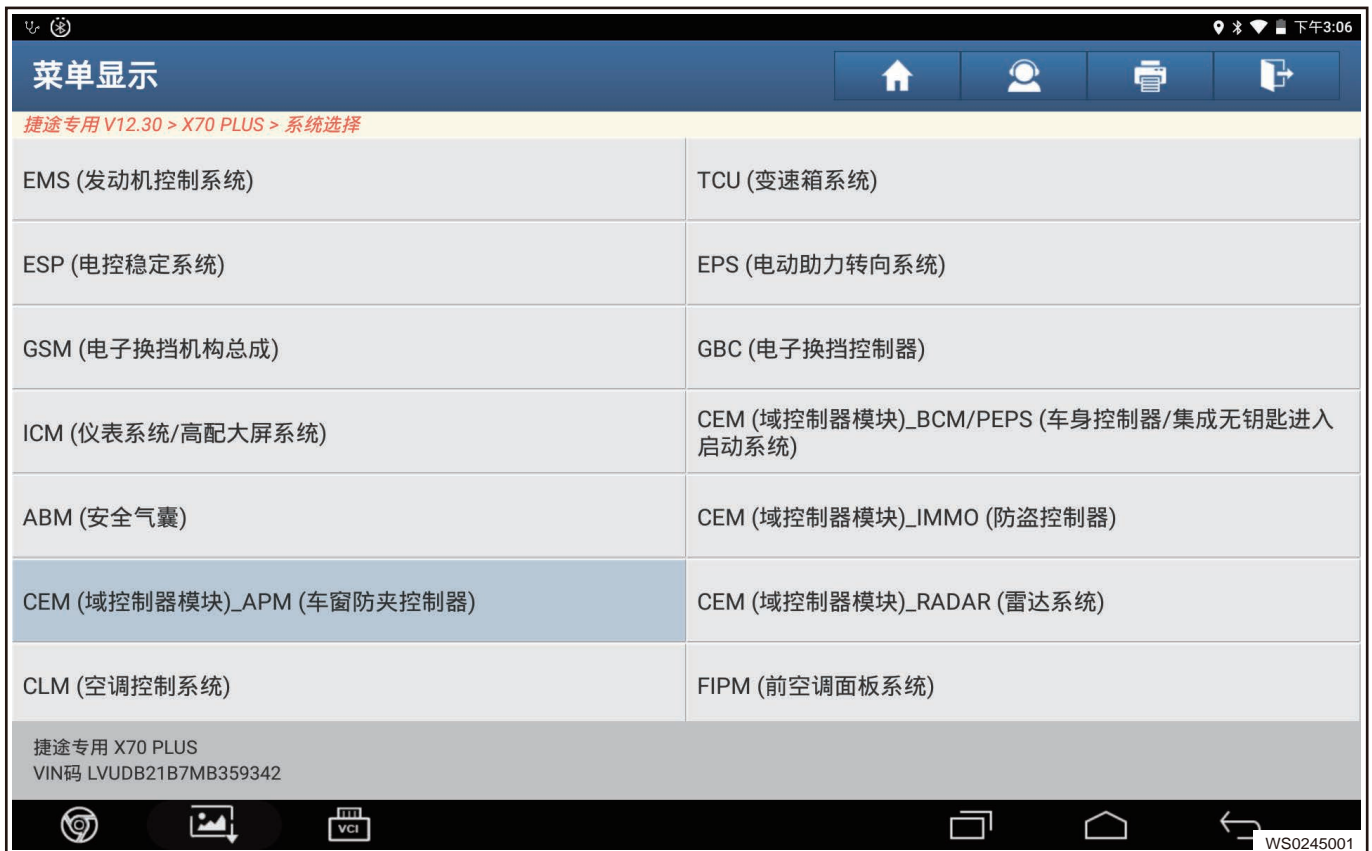 下午3:06
菜单显示
捷途专用 V12.30 > X70 PLUS > 系统选择
EMS (发动机控制系统)
TCU (变速箱系统)
ESP (电控稳定系统)
EPS (电动助力转向系统)
GSM (电子换挡机构总成)
GBC (电子换挡控制器)
ICM (仪表系统/高配大屏系统)
CEM (域控制器模块)_BCM/PEPS (车身控制器/集成无钥匙进入
启动系统)
ABM (安全气囊)
CEM (域控制器模块)_IMMO (防盗控制器)
CEM (域控制器模块)_APM (车窗防夹控制器)
CEM (域控制器模块)_RADAR (雷达系统)
CLM (空调控制系统)
FIPM (前空调面板系统)
捷途专用 X70 PLUS
VIN码 LVUDB21B7MB359342
VCI
WS0245001